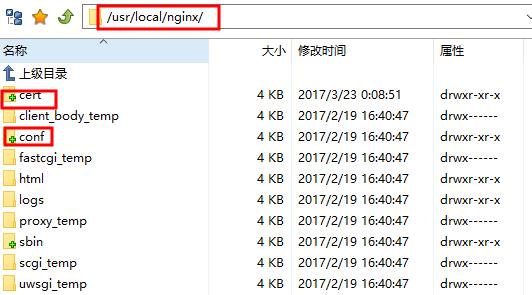 /usr/local/nginx/
名称 大小 修改时间 属性
上级目录
cert 4 KB 2017/3/23 0:08:51 drwxr-xr-x
client_body_temp 4 KB 2017/2/19 16:40:47 drwx------
conf 4 KB 2017/2/19 16:40:47 drwxr-xr-x
fastcgi_temp 4 KB 2017/2/19 16:40:47 drwx------
html 4 KB 2017/2/19 16:40:47 drwxr-xr-x
logs 4 KB 2017/2/19 16:40:47 drwxr-xr-x
proxy_temp 4 KB 2017/2/19 16:40:47 drwx------
sbin 4 KB 2017/2/19 16:40:47 drwxr-xr-x
scgi_temp 4 KB 2017/2/19 16:40:47 drwx------
uwsgi_temp 4 KB 2017/2/19 16:40:47 drwx------